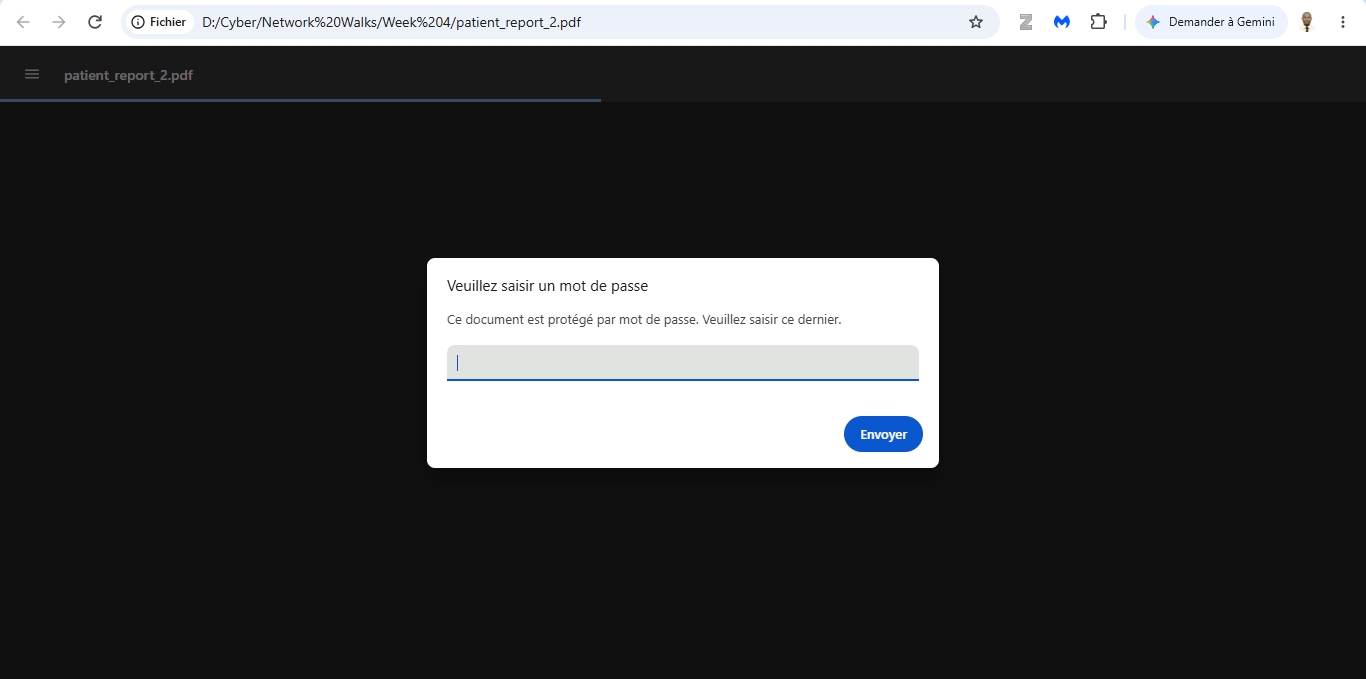 Fichier D:/Cyber/Network%20Walks/Week%204/patient_report_2.pdf Demander à Gemini
patient_report_2.pdf
Veuillez saisir un mot de passe
Ce document est protégé par mot de passe. Veuillez saisir ce dernier.
Envoyer